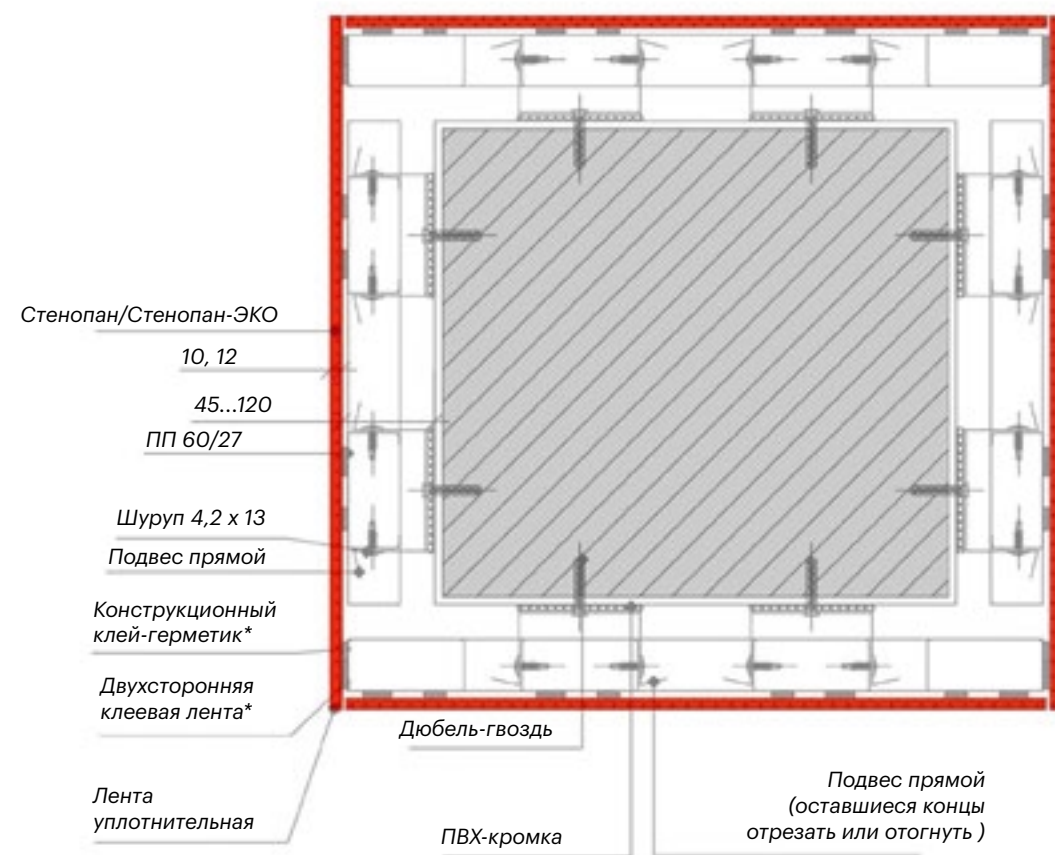 Стенопан/Стенопан-ЭКО
10, 12
45...120
ПП 60/27
Шуруп 4,2 х 13
Подвес прямой
Конструкционный
клей-герметик*
Двухсторонняя
клеевая лента*
Дюбель-гвоздь
Лента
уплотнительная
ПВХ-кромка
Подвес прямой
(оставшиеся концы
отрезать или отогнуть )